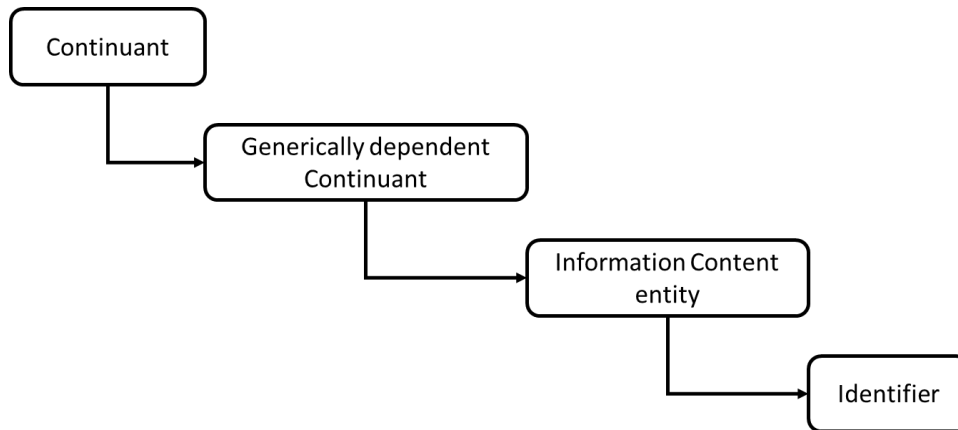 Continuant
Generically dependent
Continuant
Information Content
entity
Identifier